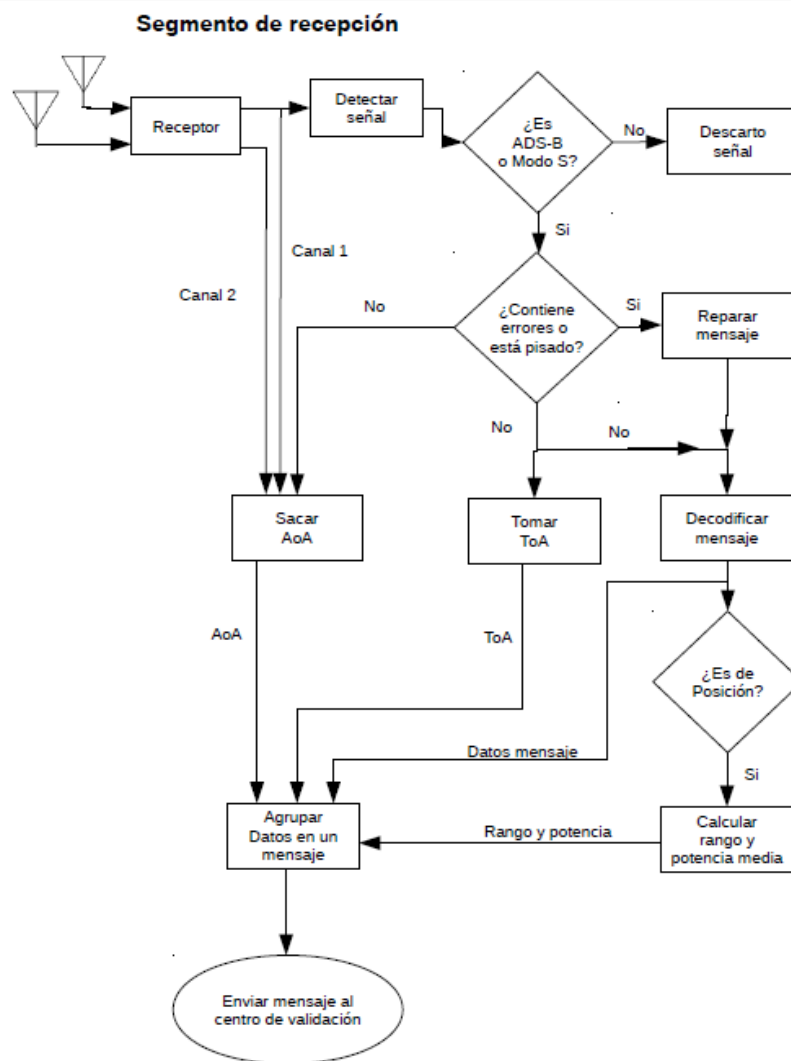 Segmento de recepción
Receptor
Detectar
señal
¿Es
ADS-B
o Modo S?
No
Descarto
señal
Si
Canal 1
Canal 2
No
¿Contiene
errores o
está pisado?
Si
Reparar
mensaje
No
No
Sacar
AoA
Tomar
ToA
Decodificar
mensaje
AoA
ToA
¿Es de
Posición?
Datos mensaje
Si
Agrupar
Datos en un
mensaje
Rango y potencia
Calcular
rango y
potencia media
Enviar mensaje al
centro de validación